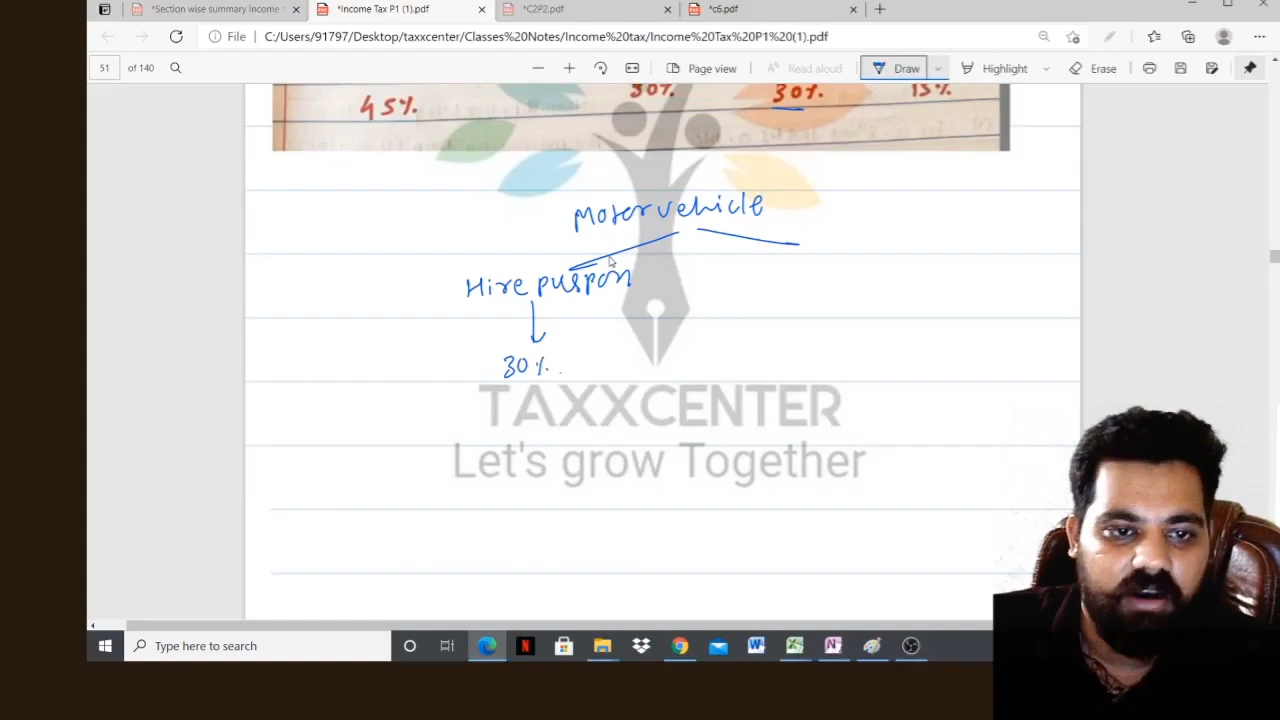 *Section wise summary Income
*Income Tax P1 (1).pdf
*C2P2.pdf
*c6.pdf
File
C:/Users/91797/Desktop/taxxcenter/Classes%20Notes/Income%20tax/Income%20Tax%20P1%20(1).pdf
51 of 140
Page view
Read aloud
Draw
Highlight
Erase
45%. 30%. 30%. 15%.
Motor vehicle
Hire purpon
30%.
TAXXCENTER
Let's grow Together
Type here to search